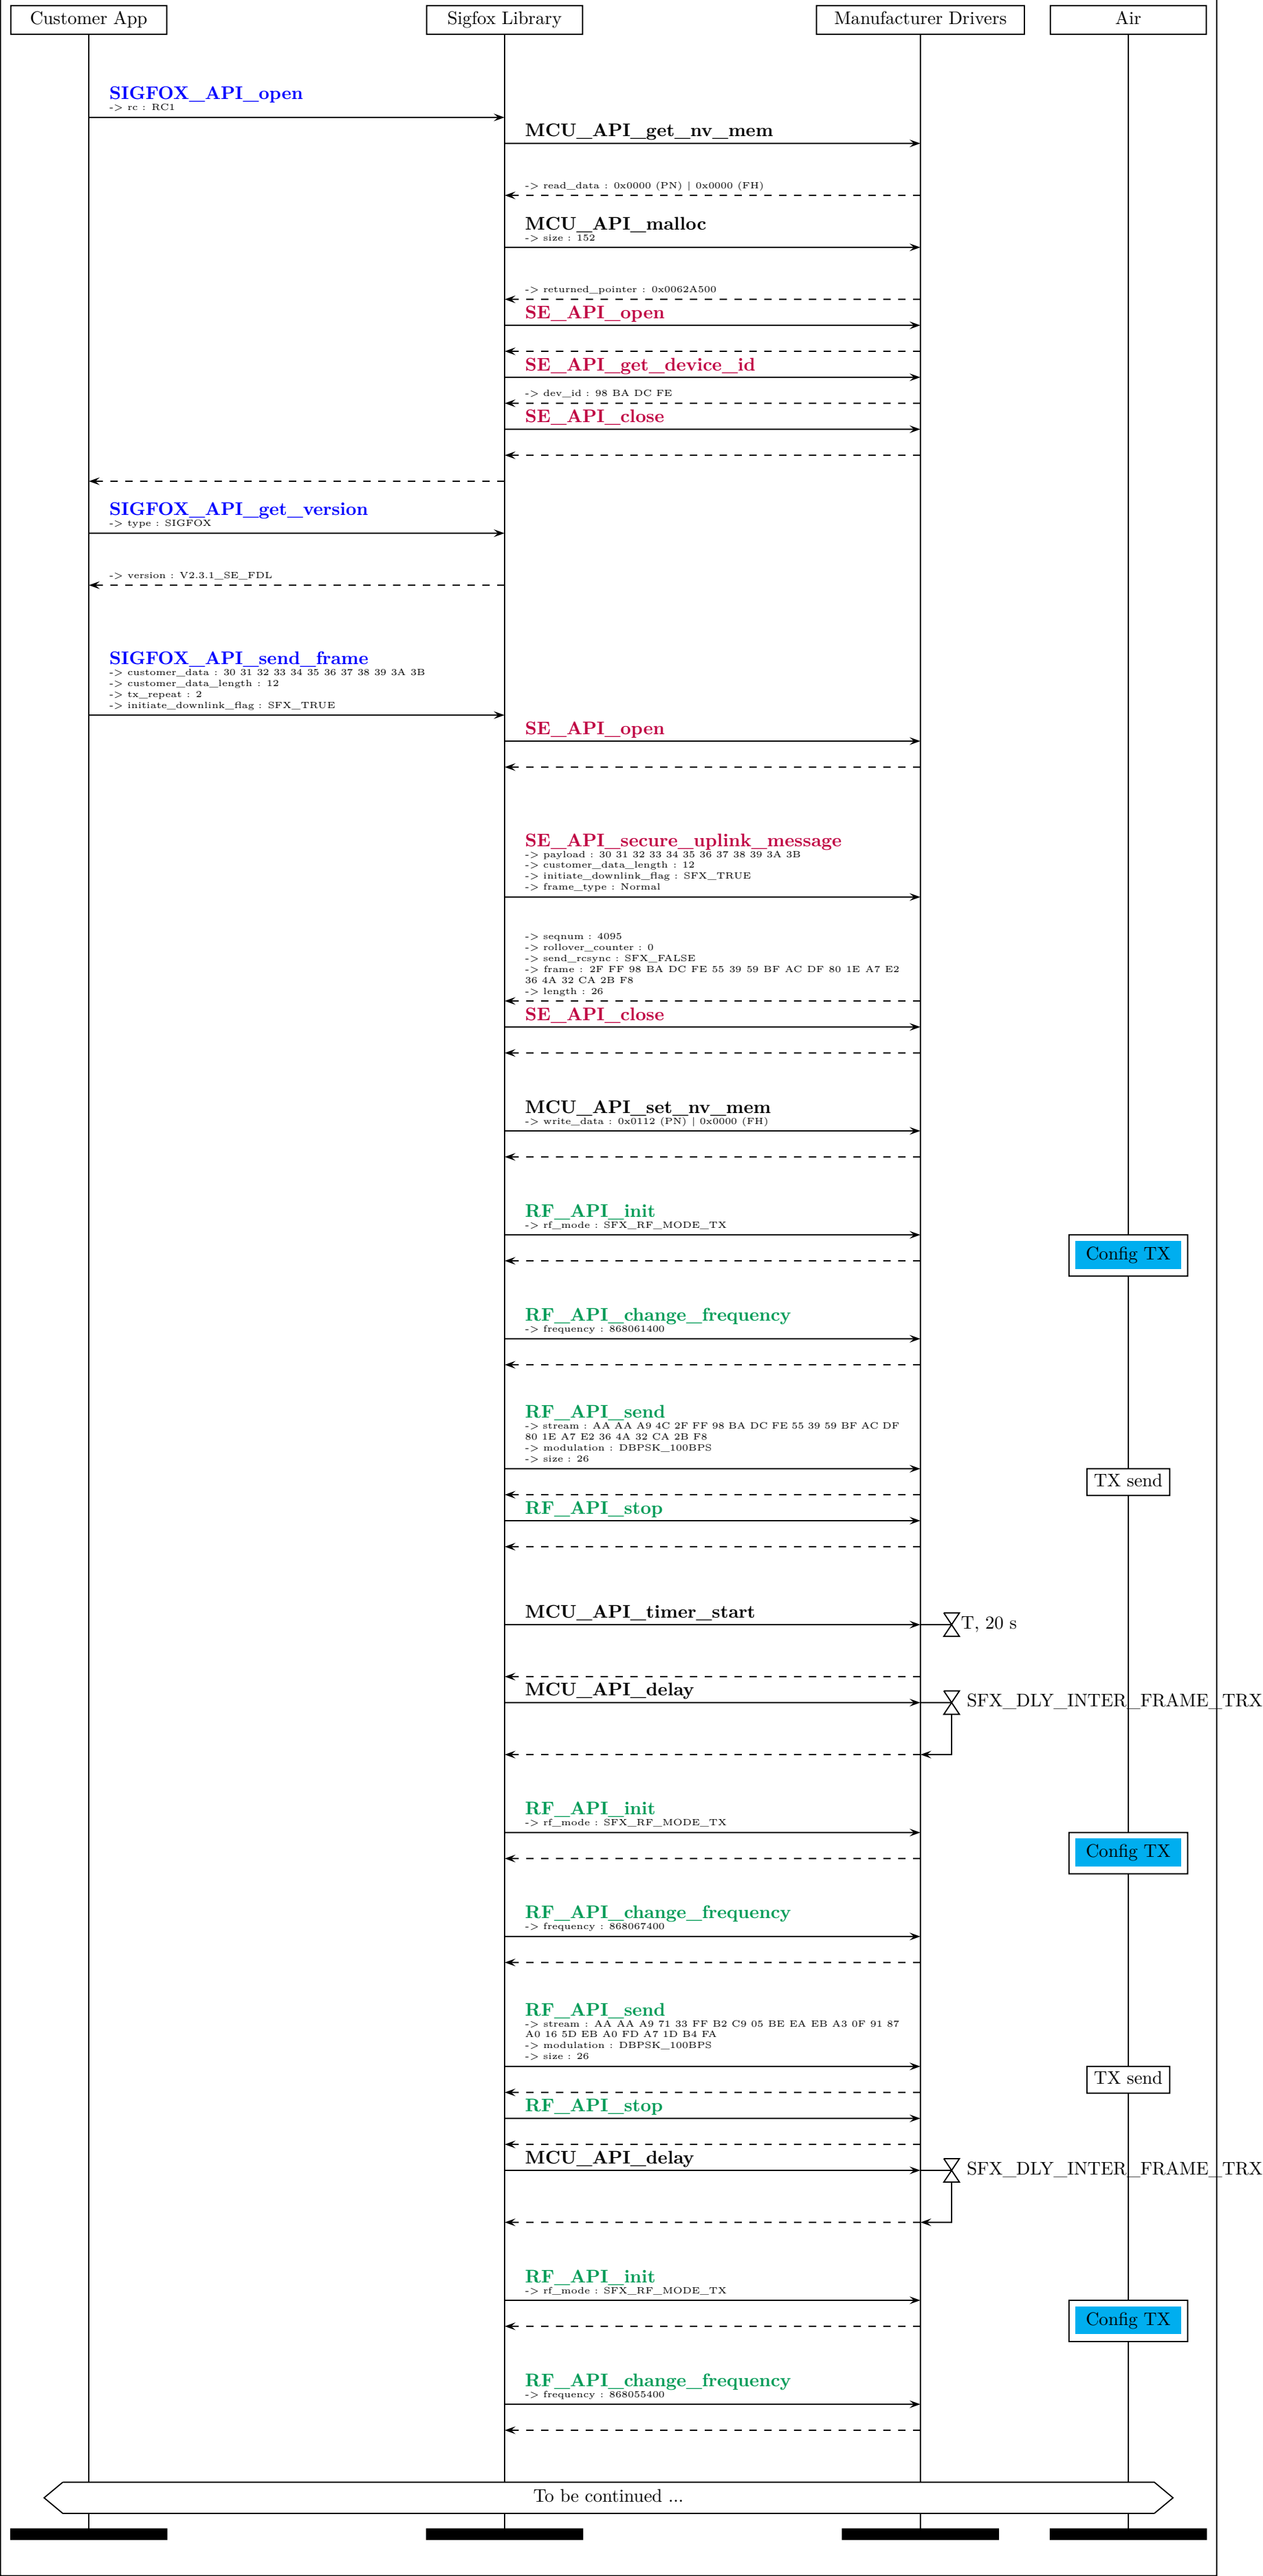 Customer App
Sigfox Library
Manufacturer Drivers
Air
SIGFOX_API_open
-> rc : RC1
MCU_API_get_nv_mem
-> read_data : 0x0000 (PN) | 0x0000 (FH)
MCU_API_malloc
-> size : 152
-> returned_pointer : 0x0062A500
SE_API_open
SE_API_get_device_id
-> dev_id : 98 BA DC FE
SE_API_close
SIGFOX_API_get_version
-> type : SIGFOX
-> version : V2.3.1_SE_FDL
SIGFOX_API_send_frame
-> customer_data : 30 31 32 33 34 35 36 37 38 39 3A 3B
-> customer_data_length : 12
-> tx_repeat : 2
-> initiate_downlink_flag : SFX_TRUE
SE_API_open
SE_API_secure_uplink_message
-> payload : 30 31 32 33 34 35 36 37 38 39 3A 3B
-> customer_data_length : 12
-> initiate_downlink_flag : SFX_TRUE
-> frame_type : Normal
-> seqnum : 4095
-> rollover_counter : 0
-> send_rcsync : SFX_FALSE
-> frame : 2F FF 98 BA DC FE 55 39 59 BF AC DF 80 1E A7 E2
36 4A 32 CA 2B F8
-> length : 26
SE_API_close
MCU_API_set_nv_mem
-> write_data : 0x0112 (PN) | 0x0000 (FH)
RF_API_init
-> rf_mode : SFX_RF_MODE_TX
Config TX
RF_API_change_frequency
-> frequency : 868061400
RF_API_send
-> stream : AA AA A9 4C 2F FF 98 BA DC FE 55 39 59 BF AC DF
80 1E A7 E2 36 4A 32 CA 2B F8
-> modulation : DBPSK_100BPS
-> size : 26
TX send
RF_API_stop
MCU_API_timer_start
T, 20 s
MCU_API_delay
SFX_DLY_INTER_FRAME_TRX
RF_API_init
-> rf_mode : SFX_RF_MODE_TX
Config TX
RF_API_change_frequency
-> frequency : 868067400
RF_API_send
-> stream : AA AA A9 71 33 FF B2 C9 05 BE EA EB A3 0F 91 87
A0 16 5D EB A0 FD A7 1D B4 FA
-> modulation : DBPSK_100BPS
-> size : 26
TX send
RF_API_stop
MCU_API_delay
SFX_DLY_INTER_FRAME_TRX
RF_API_init
-> rf_mode : SFX_RF_MODE_TX
Config TX
RF_API_change_frequency
-> frequency : 868055400
To be continued ...